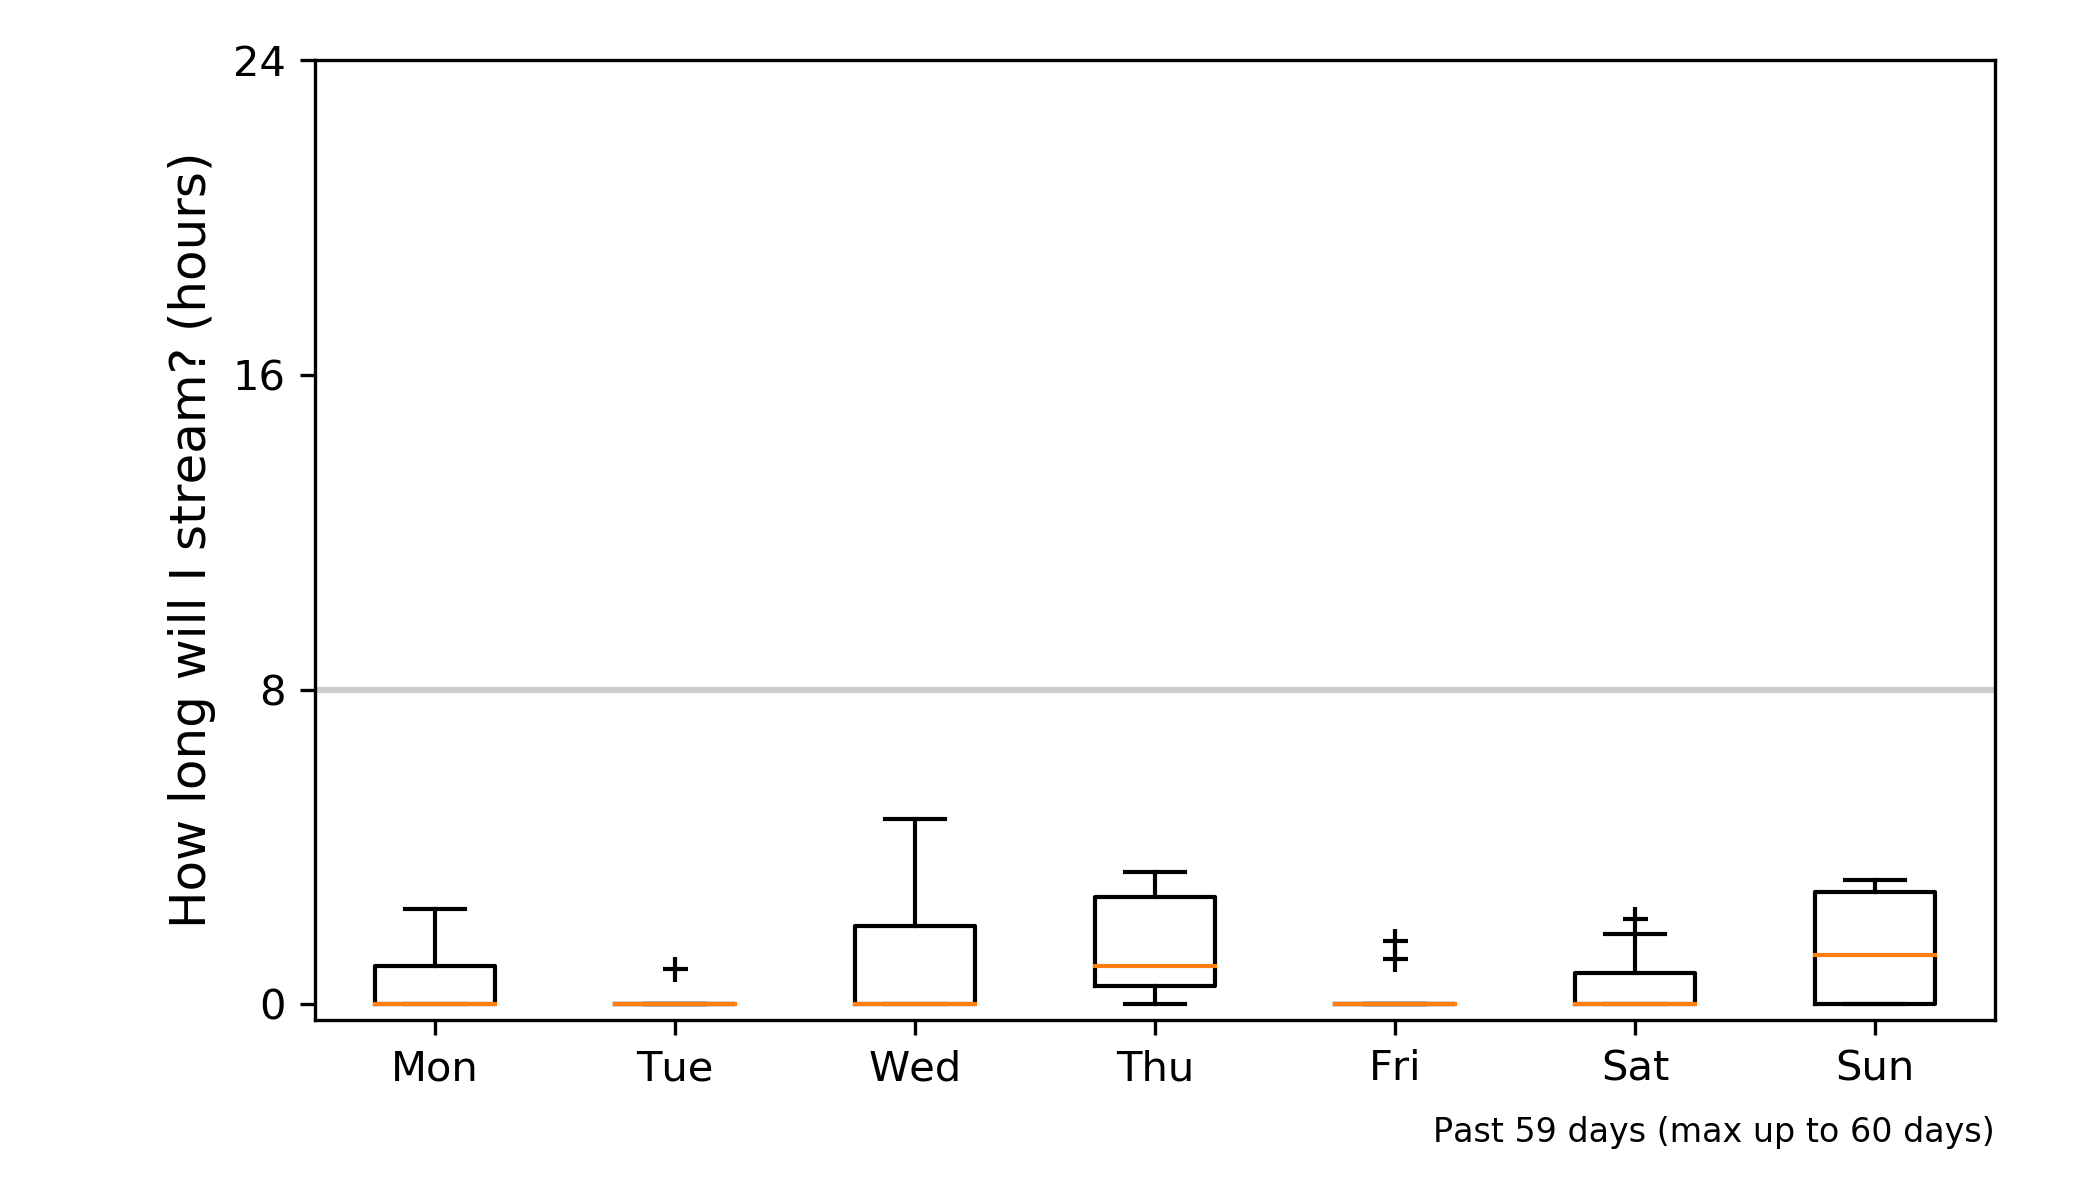 How long will I stream? (hours)
24
16
8
0
Mon Tue Wed Thu Fri Sat Sun
Past 59 days (max up to 60 days)